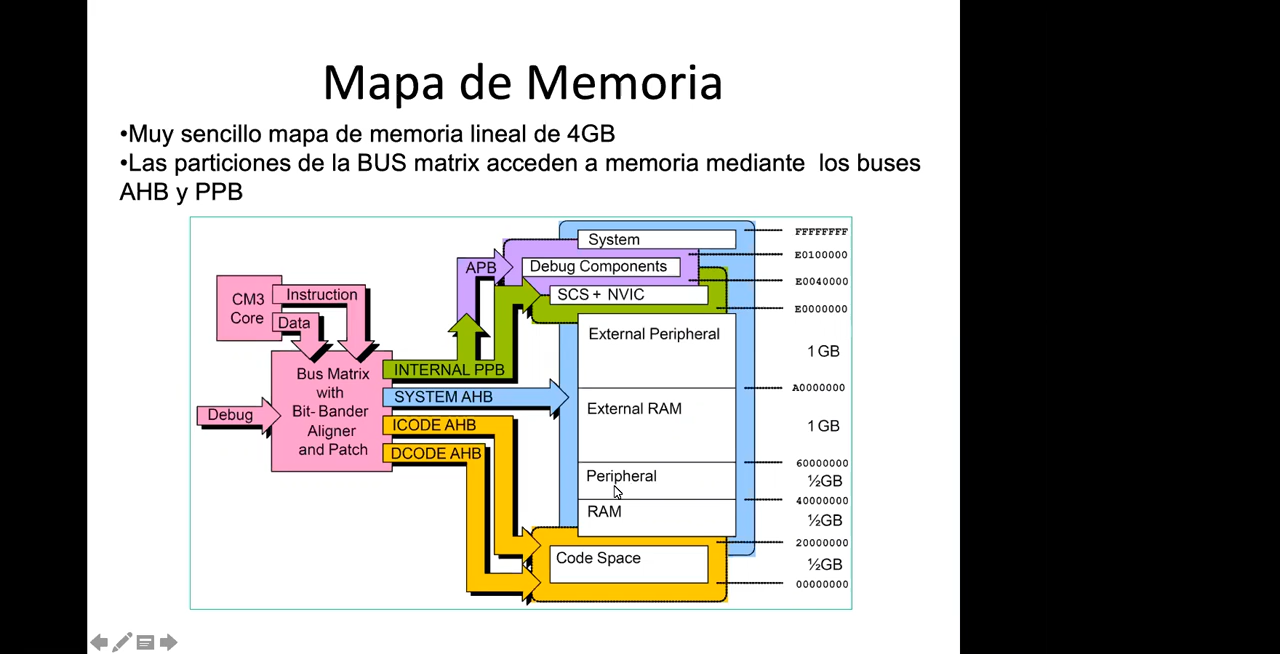 Mapa de Memoria
•Muy sencillo mapa de memoria lineal de 4GB
•Las particiones de la BUS matrix acceden a memoria mediante los buses
AHB y PPB
System
FFFFFFFF
E0100000
APB
Debug Components
E0040000
CM3
Core
Instruction
Data
SCS + NVIC
E0000000
External Peripheral
1 GB
Bus Matrix
with
Bit- Bander
Aligner
and Patch
INTERNAL PPB
A0000000
SYSTEM AHB
External RAM
Debug
ICODE AHB
1 GB
DCODE AHB
60000000
Peripheral
½GB
40000000
RAM
½GB
20000000
Code Space
½GB
00000000